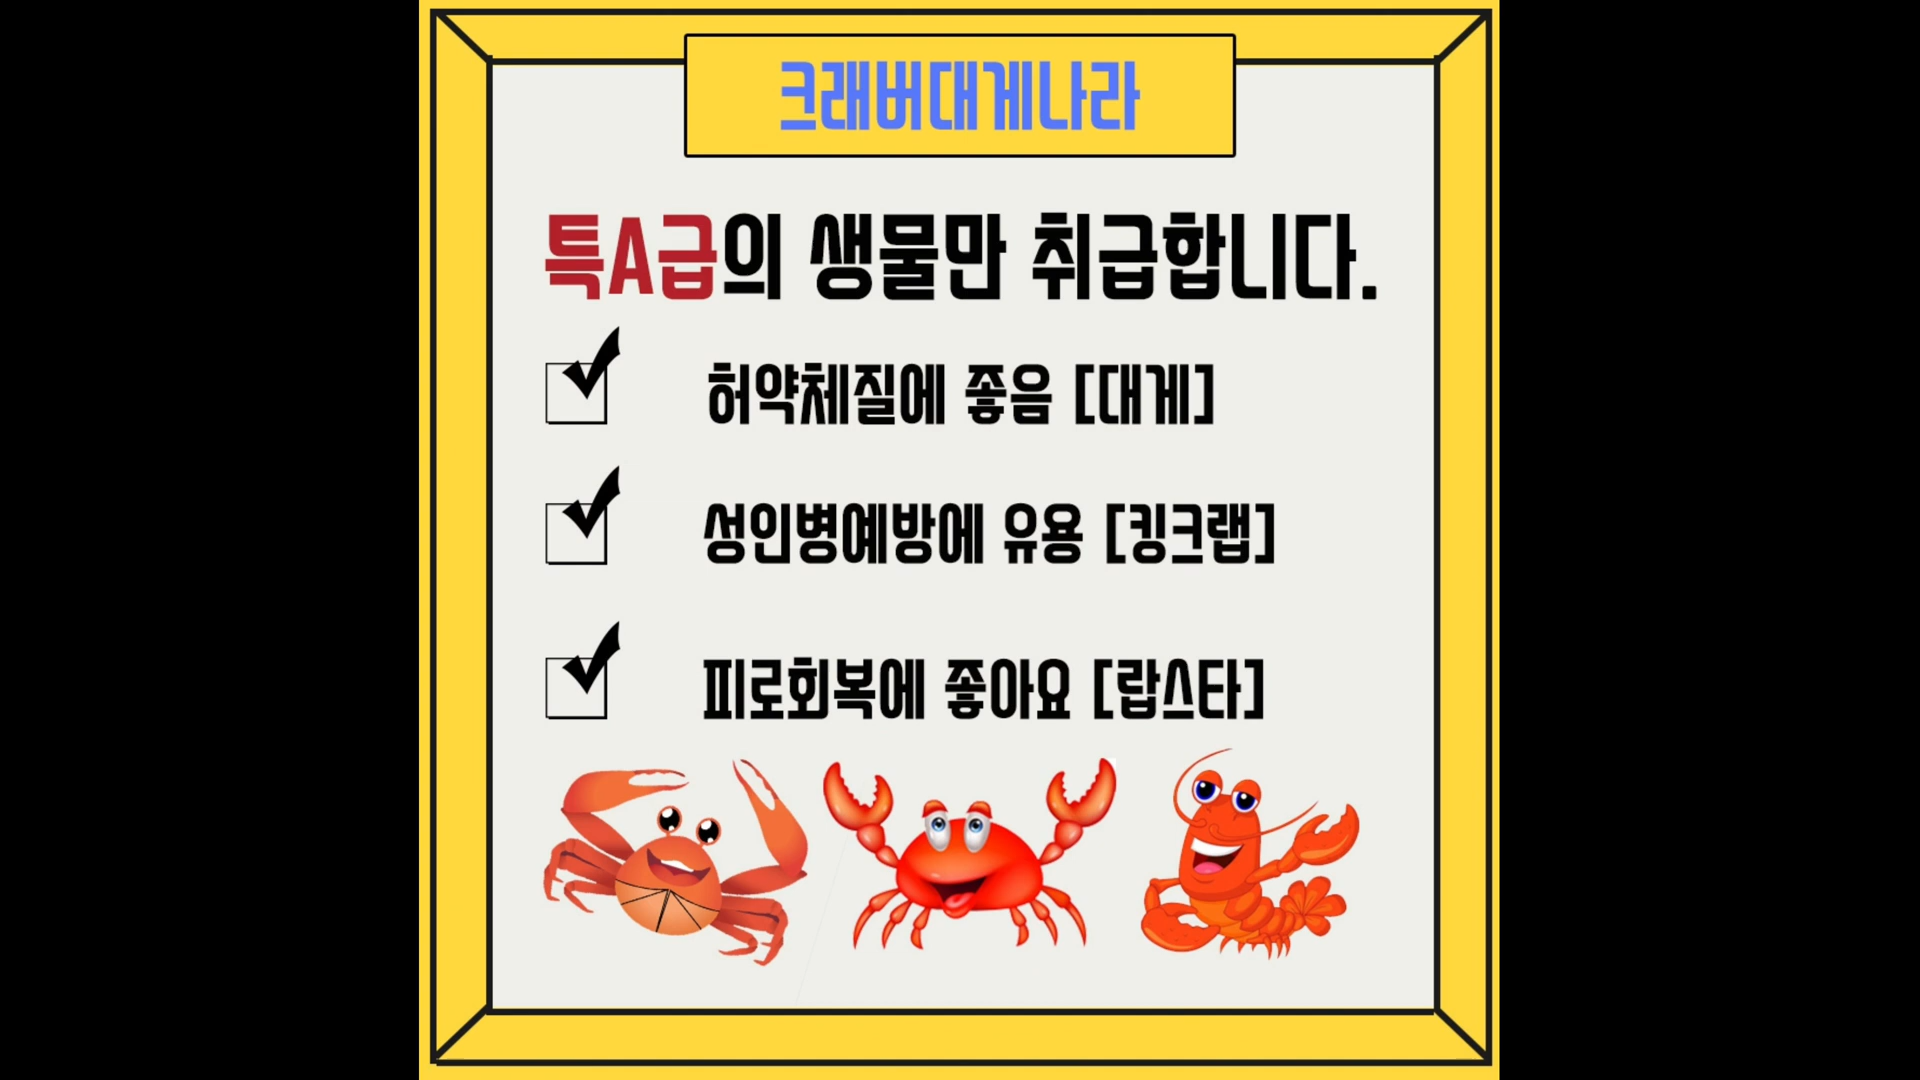 크래버대게나라
특A급의 생물만 취급합니다.
허약체질에 좋음 [대게]
성인병예방에 유용 [킹크랩]
피로회복에 좋아요 [랍스타]